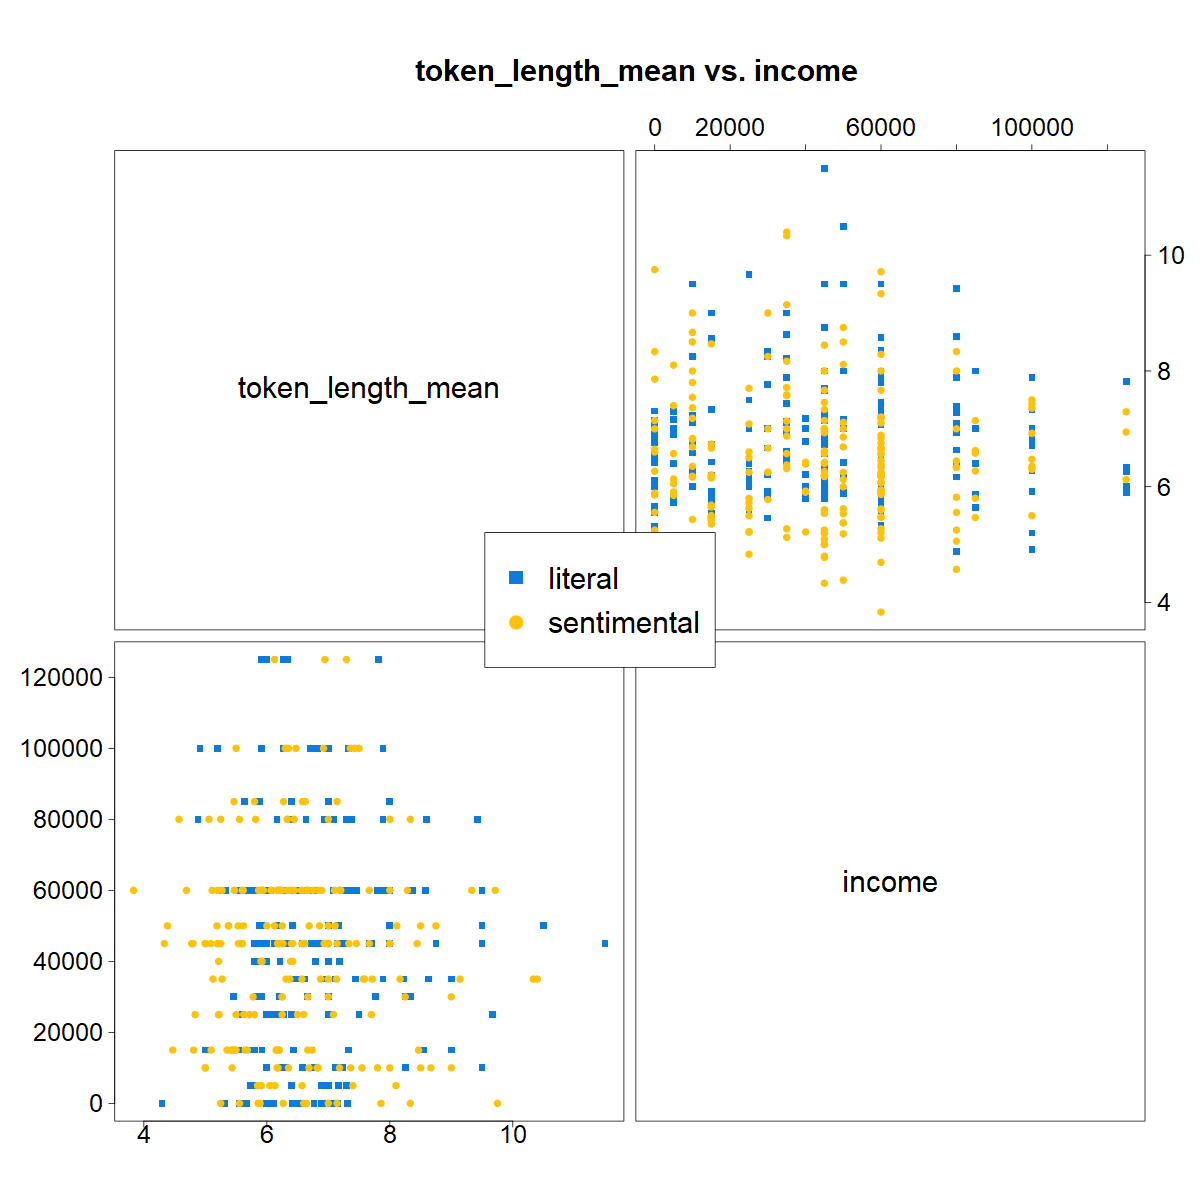 token_length_mean vs. income
0 20000 60000 100000
token_length_mean
10
8
6
4
literal
sentimental
120000
100000
80000
60000
40000
20000
0
income
4 6 8 10